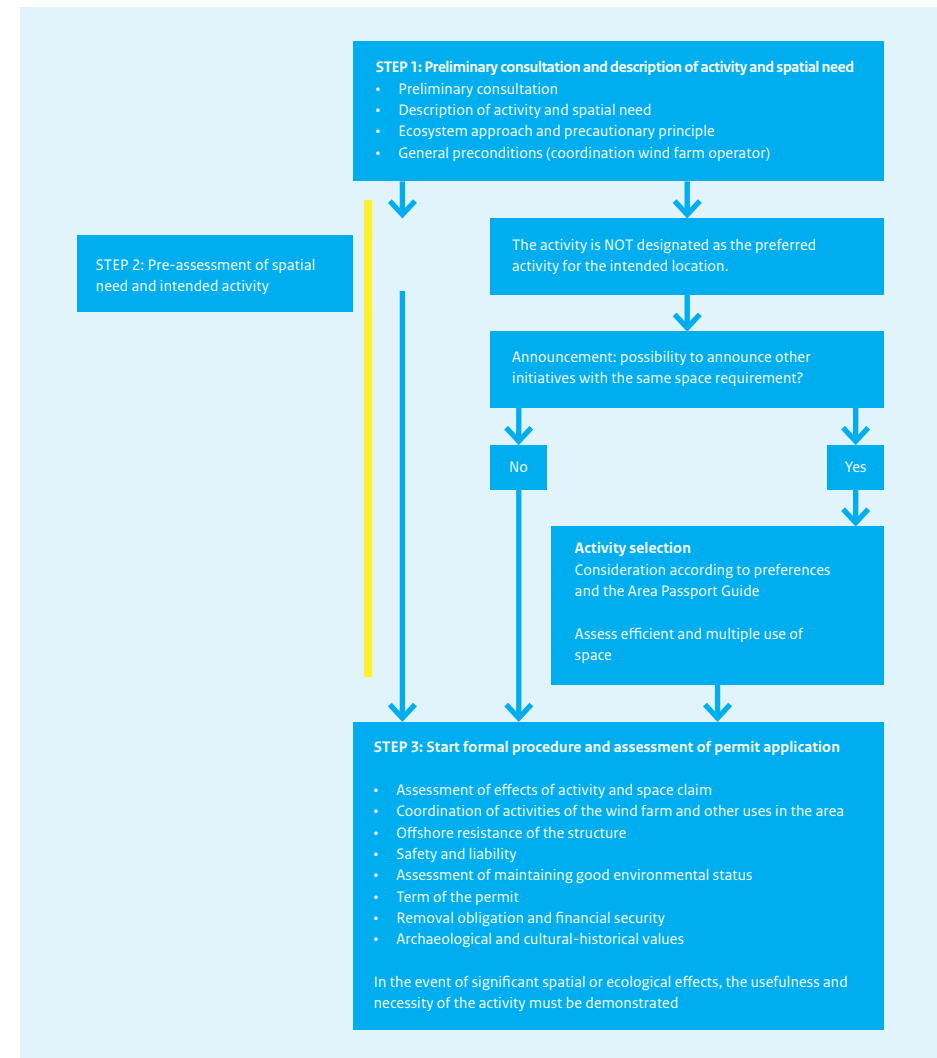 STEP 1: Preliminary consultation and description of activity and spatial need
• Preliminary consultation
• Description of activity and spatial need
• Ecosystem approach and precautionary principle
• General preconditions (coordination wind farm operator)
STEP 2: Pre-assessment of spatial
need and intended activity
The activity is NOT designated as the preferred
activity for the intended location.
Announcement: possibility to announce other
initiatives with the same space requirement?
No
Yes
Activity selection
Consideration according to preferences
and the Area Passport Guide
Assess efficient and multiple use of
space
STEP 3: Start formal procedure and assessment of permit application
• Assessment of effects of activity and space claim
• Coordination of activities of the wind farm and other uses in the area
• Offshore resistance of the structure
• Safety and liability
• Assessment of maintaining good environmental status
• Term of the permit
• Removal obligation and financial security
• Archaeological and cultural-historical values
In the event of significant spatial or ecological effects, the usefulness and
necessity of the activity must be demonstrated